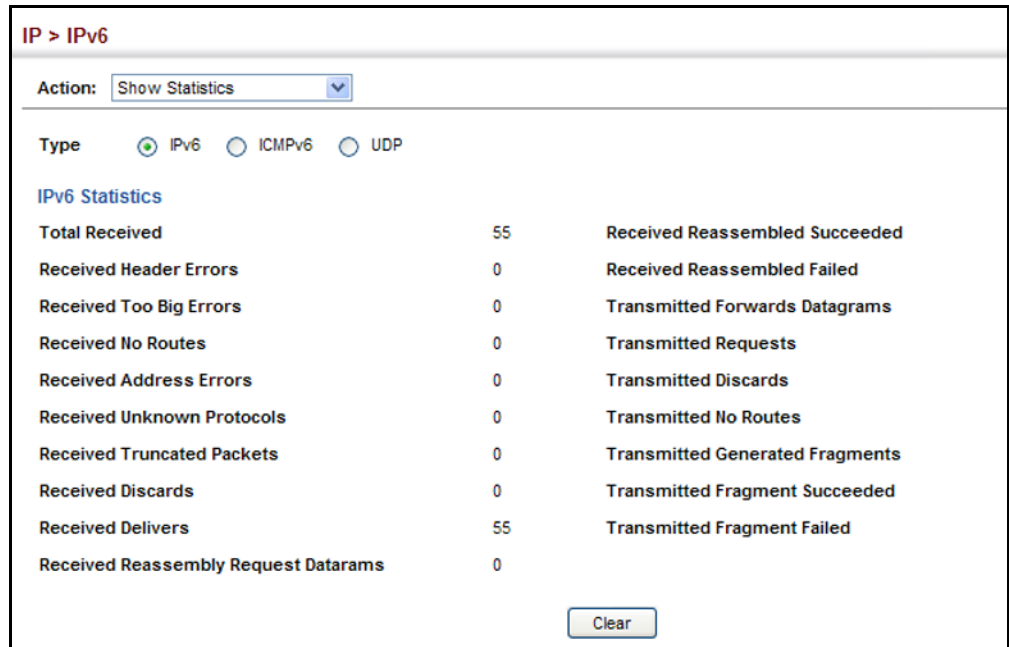 IP > IPv6
Action: Show Statistics
Type IPv6 ICMPv6 UDP
IPv6 Statistics
Total Received 55 Received Reassembled Succeeded
Received Header Errors 0 Received Reassembled Failed
Received Too Big Errors 0 Transmitted Forwards Datagrams
Received No Routes 0 Transmitted Requests
Received Address Errors 0 Transmitted Discards
Received Unknown Protocols 0 Transmitted No Routes
Received Truncated Packets 0 Transmitted Generated Fragments
Received Discards 0 Transmitted Fragment Succeeded
Received Delivers 55 Transmitted Fragment Failed
Received Reassembly Request Datarams 0
Clear